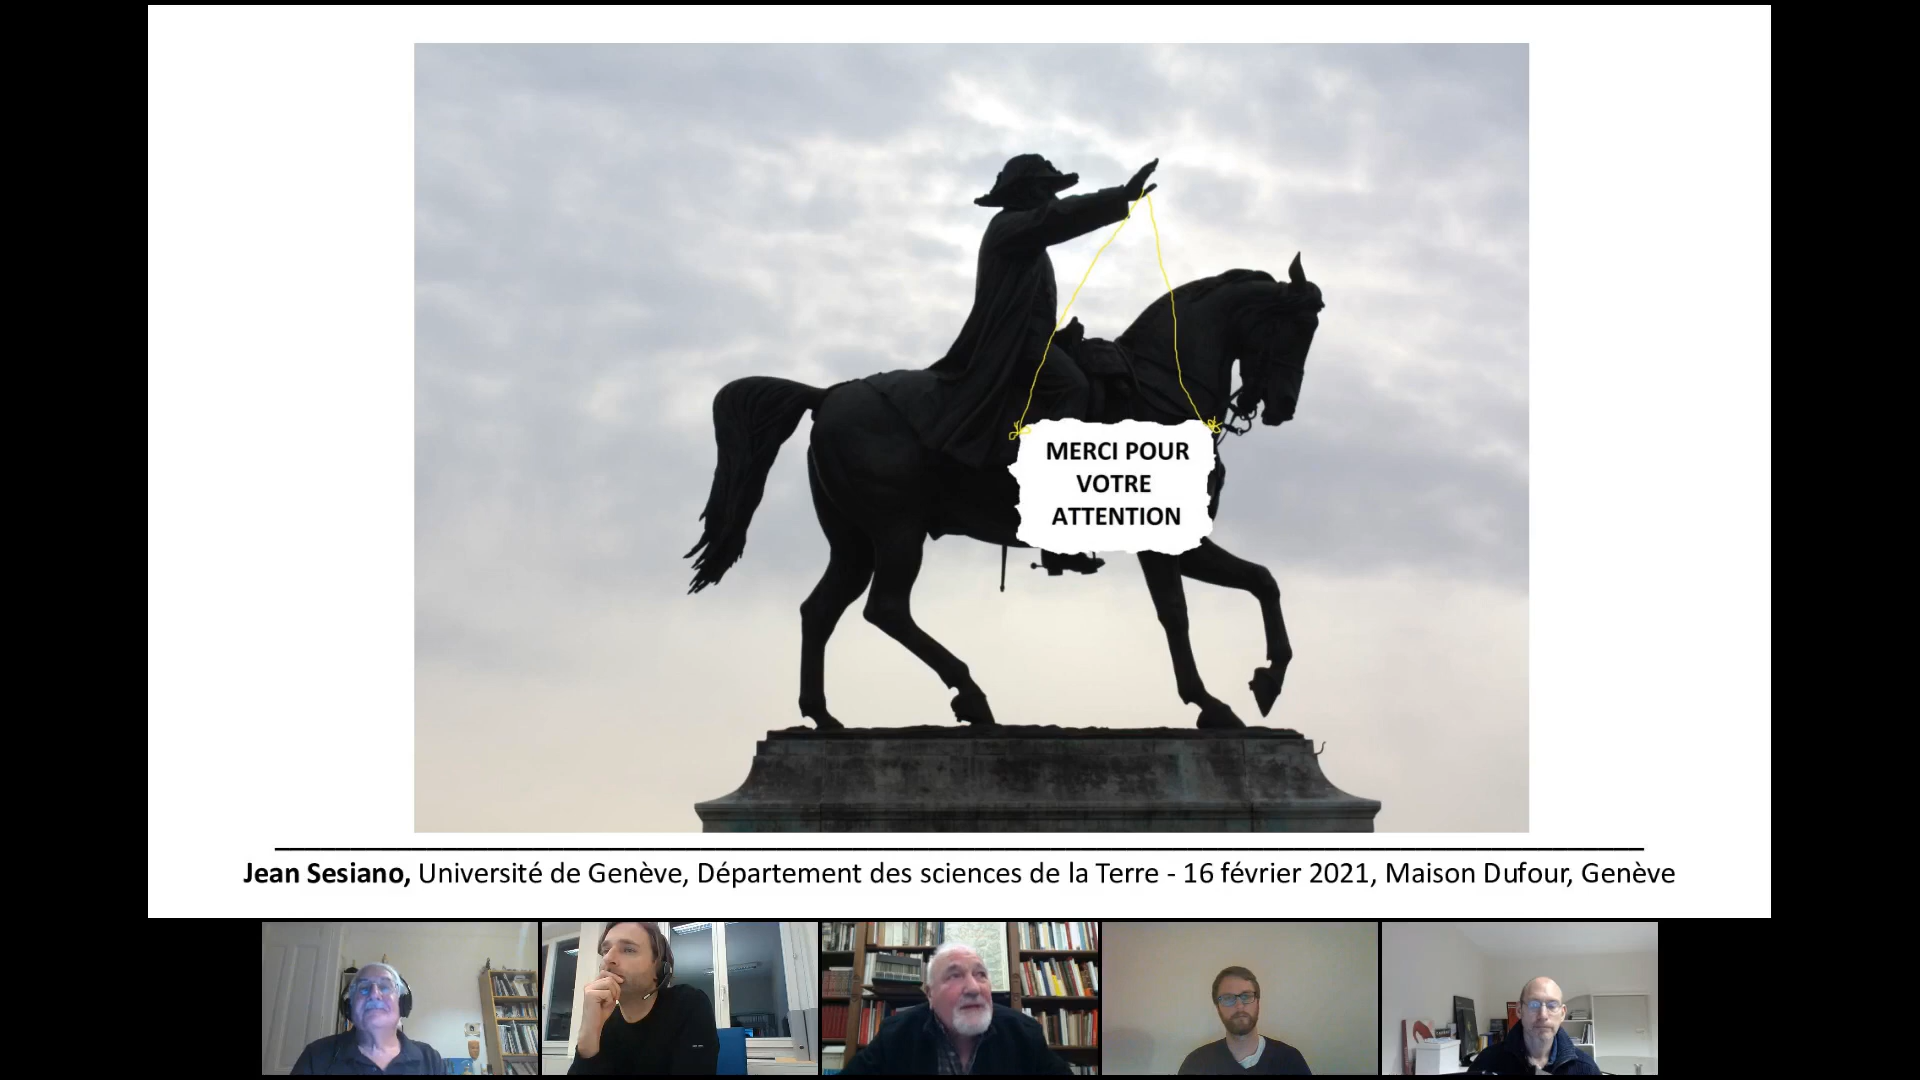 MERCI POUR
VOTRE
ATTENTION
Jean Sesiano, Université de Genève, Département des sciences de la Terre - 16 février 2021, Maison Dufour, Genève